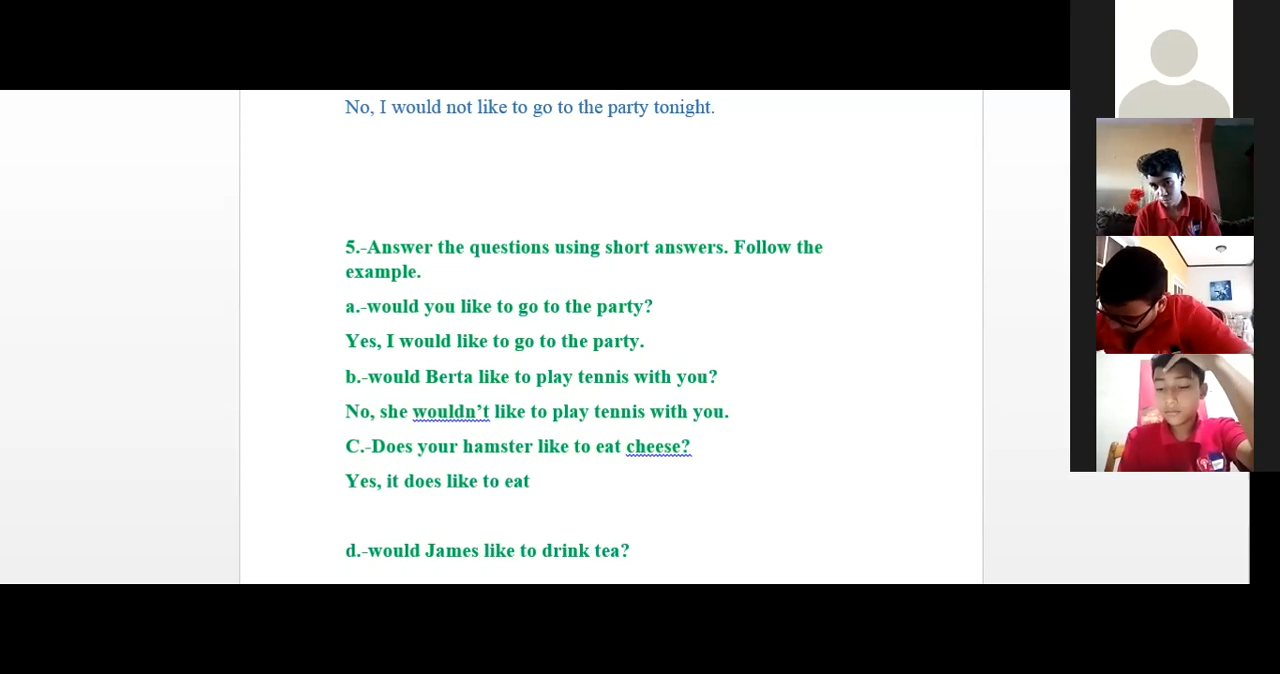 No, I would not like to go to the party tonight.
5.-Answer the questions using short answers. Follow the
example.
a.-would you like to go to the party?
Yes, I would like to go to the party.
b.-would Berta like to play tennis with you?
No, she wouldn’t like to play tennis with you.
C.-Does your hamster like to eat cheese?
Yes, it does like to eat
d.-would James like to drink tea?